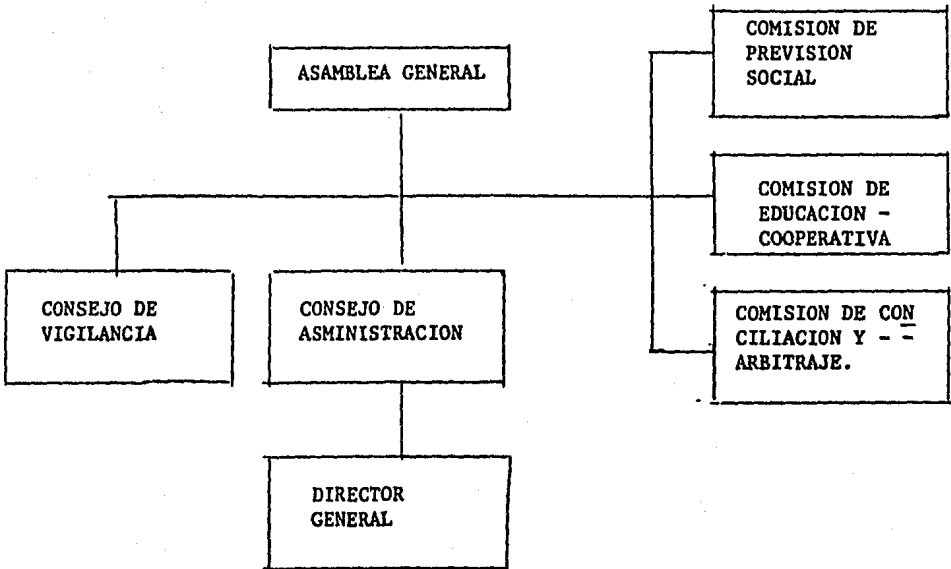 ASAMBLEA GENERAL
COMISION DE
PREVISION
SOCIAL
COMISION DE
EDUCACION -
COOPERATIVA
CONSEJO DE
VIGILANCIA
CONSEJO DE
ASMINISTRACION
COMISION DE CON
CILIACION Y - -
ARBITRAJE.
DIRECTOR
GENERAL